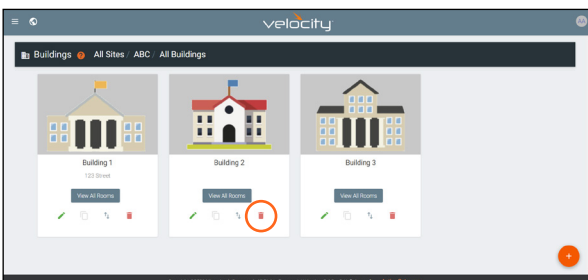 velocity
AA
Buildings ? All Sites / ABC / All Buildings
Building 1
123 Street
View All Rooms
Building 2
View All Rooms
Building 3
View All Rooms
+